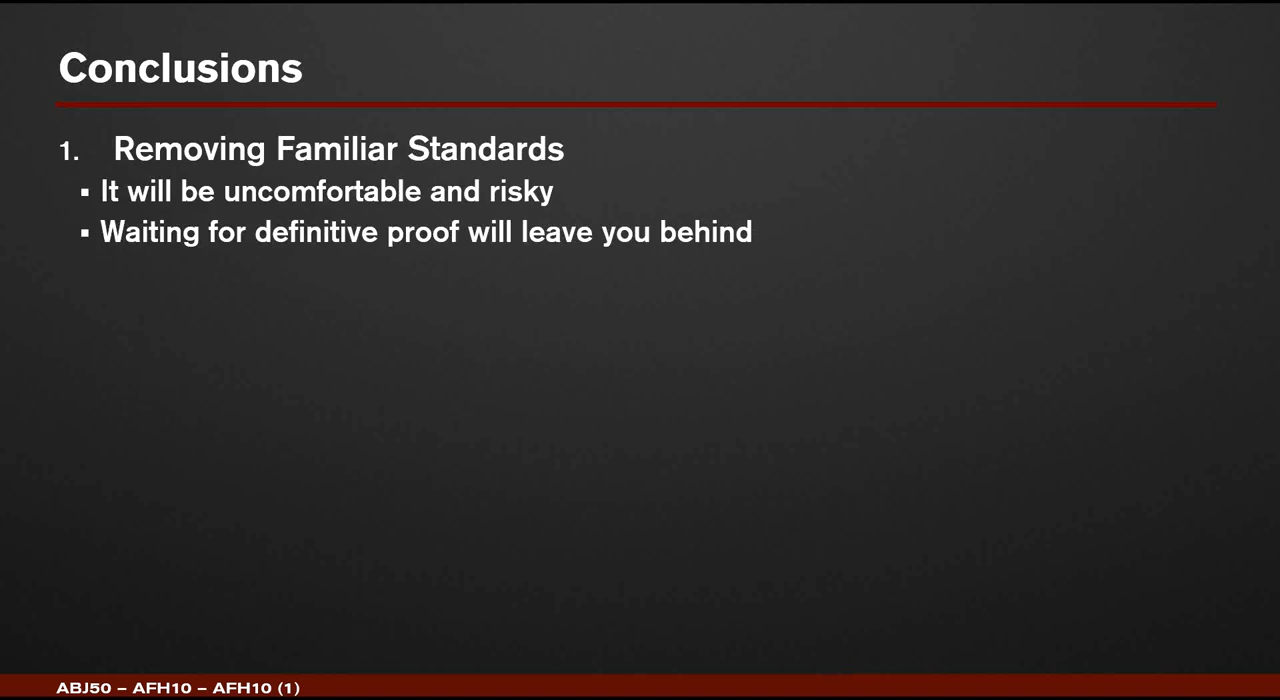 Conclusions
1. Removing Familiar Standards
▪ It will be uncomfortable and risky
▪ Waiting for definitive proof will leave you behind
ABJ50 – AFH10 – AFH10 (1)